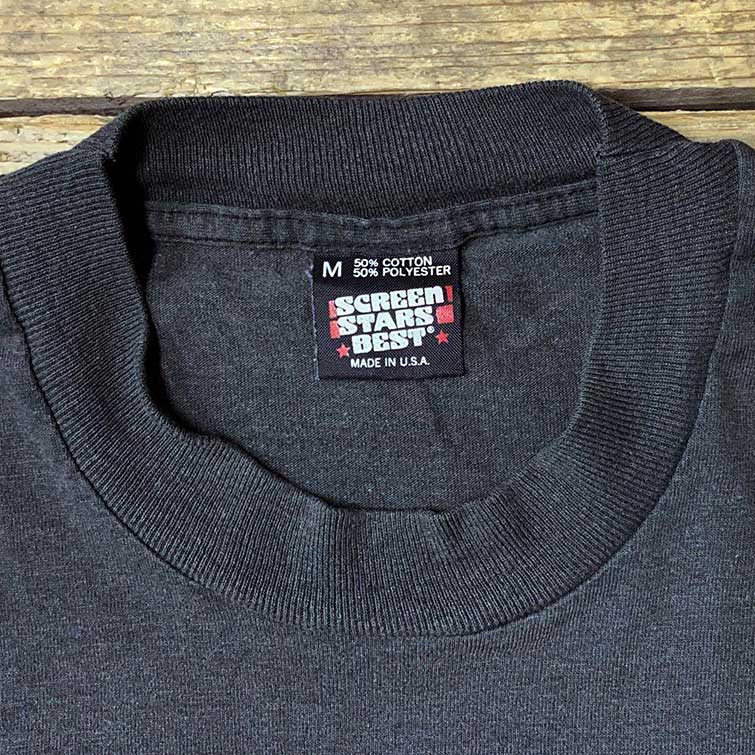 M 50% COTTON
50% POLYESTER
SCREEN
STARS
BEST®
MADE IN U.S.A.